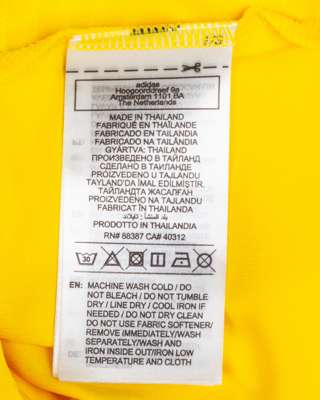 adidas
Hoogoorddreef 9a
Amsterdam 1101 BA
The Netherlands
MADE IN THAILAND
FABRIQUÉ EN THAÏLANDE
FABRICADO EN TAILANDIA
FABRICADO NA TAILÂNDIA
GYÁRTVA: THAILAND
ПРОИЗВЕДЕНО В ТАЙЛАНД
СДЕЛАНО В ТАИЛАНДЕ
PROIZVEDENO U TAJLANDU
TAYLAND'DA İMAL EDİLMİŞTİR.
ТАЙЛАНДТА ЖАСАЛҒАН
PROIZVEDENO NA TAJLANDU
FABRICAT ÎN THAILANDA
بلد المنشأ : تايلاند
PRODOTTO IN THAILANDIA
RN# 88387 CA# 40312
30
EN: MACHINE WASH COLD / DO
NOT BLEACH / DO NOT TUMBLE
DRY / LINE DRY / COOL IRON IF
NEEDED / DO NOT DRY CLEAN
DO NOT USE FABRIC SOFTENER/
REMOVE IMMEDIATELY/WASH
SEPARATELY/WASH AND
IRON INSIDE OUT/IRON LOW
TEMPERATURE AND CLOTH